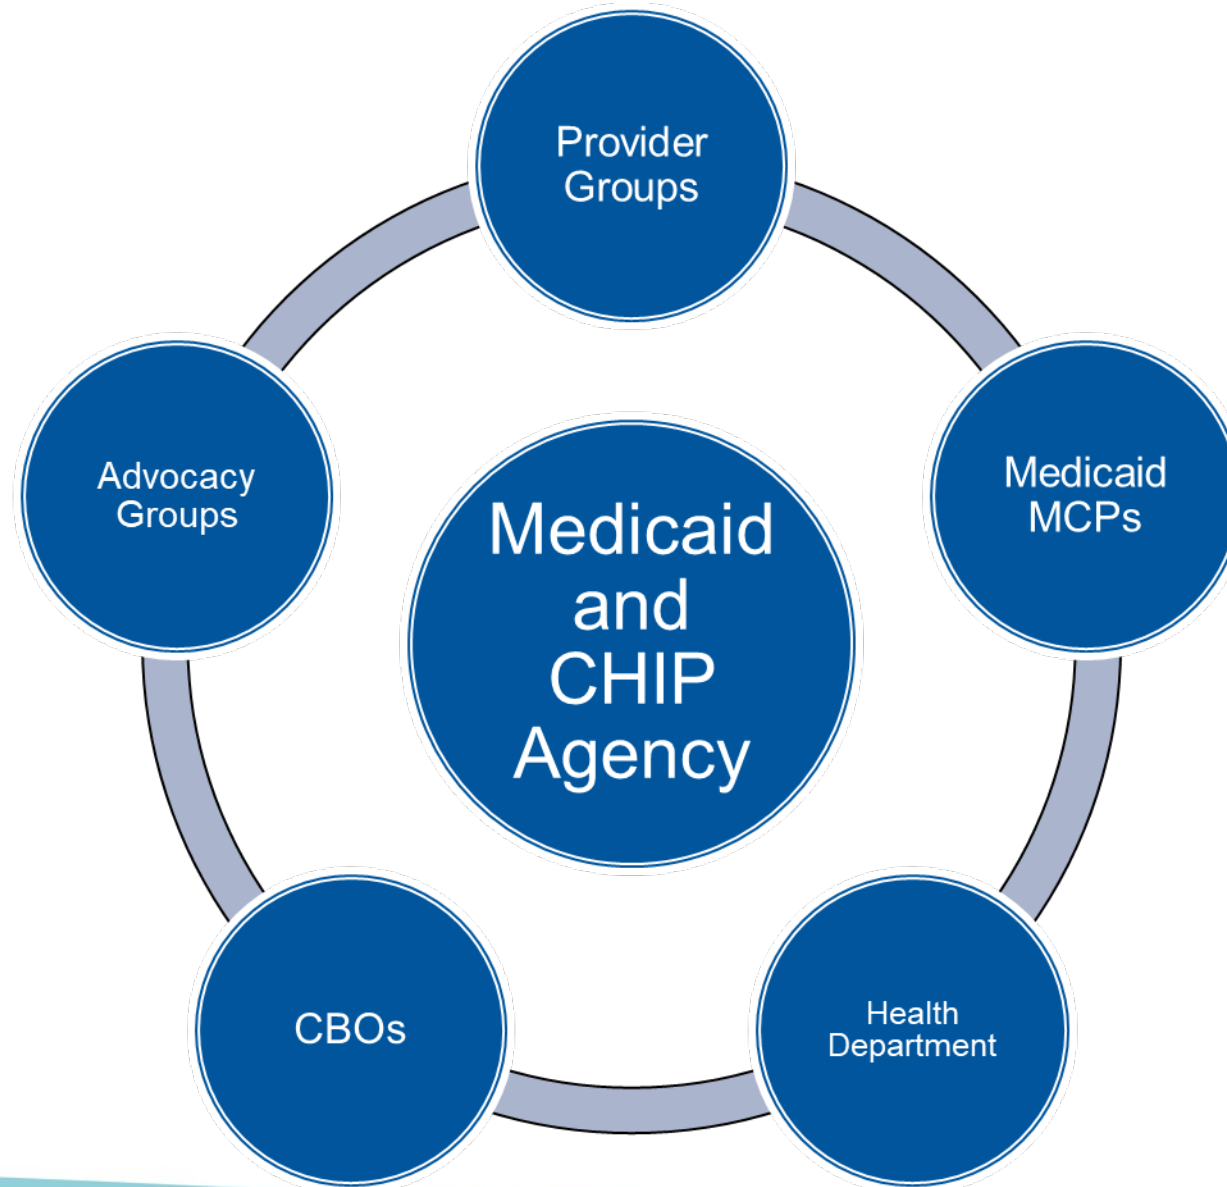 Provider
Groups
Advocacy
Groups
Medicaid
MCPs
Medicaid
and
CHIP
Agency
CBOs
Health
Department